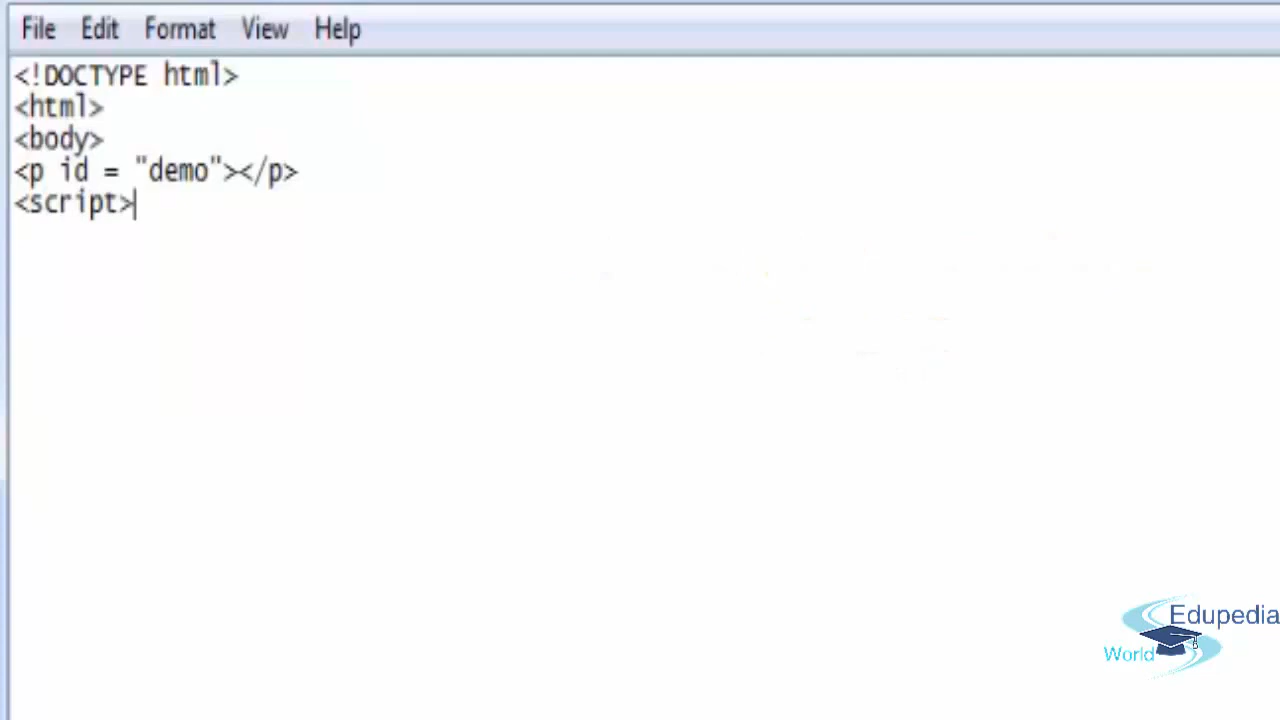 File Edit Format View Help
<!DOCTYPE html>
<html>
<body>
<p id = "demo"></p>
<script>
Edupedia
World